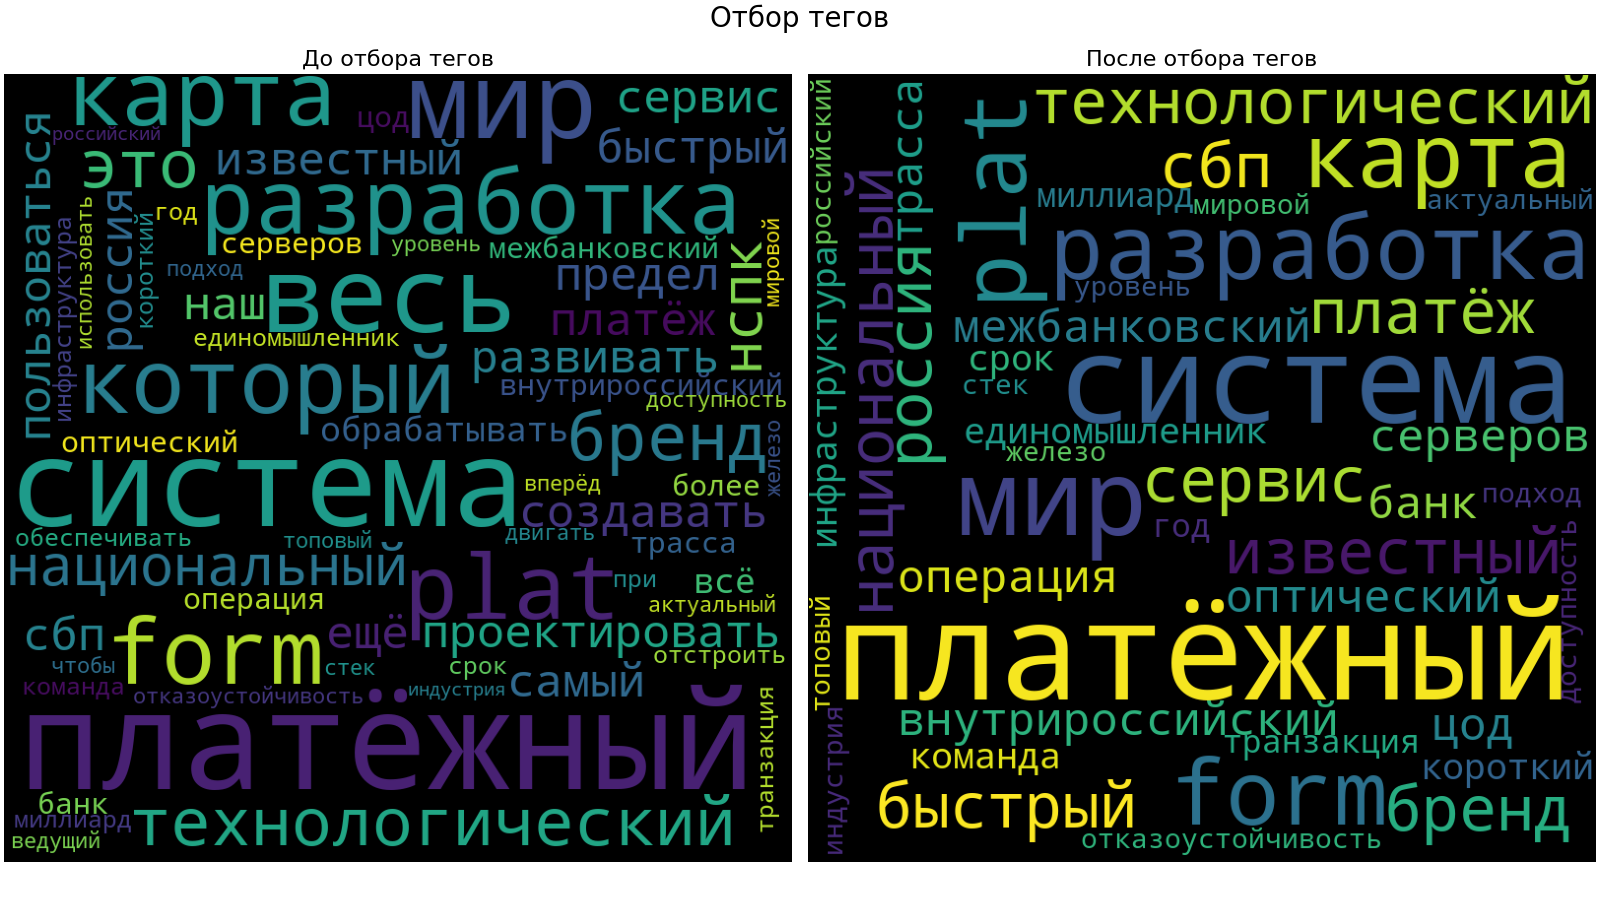 Отбор тегов
До отбора тегов
карта
мир
сервис
цод
российский
быстрый
это
известный
разработка
пользоваться
россия
год
использовать
короткий
инфраструктура
серверов
уровень
межбанковский
мировой
подход
предел
нспк
наш
весь
платёж
единомышленник
развивать
который
внутрироссийский
доступность
обрабатывать
бренд
железо
оптический
система
вперёд
более
создавать
обеспечивать
топовый
двигать
трасса
национальный
plat
при
всё
операция
актуальный
сбп
form
ещё
проектировать
чтобы
стек
срок
отстроить
команда
отказоустойчивость
индустрия
самый
платёжный
транзакция
банк
миллиард
ведущий
технологический
После отбора тегов
российский
трасса
plat
технологический
сбп
карта
миллиард
мировой
актуальный
национальный
разработка
россия
инфраструктура
уровень
платёж
межбанковский
срок
стек
система
единомышленник
железо
серверов
мир
сервис
банк
подход
год
известный
доступность
операция
оптический
топовый
платёжный
внутрироссийский
транзакция
цод
индустрия
команда
form
короткий
быстрый
бренд
отказоустойчивость